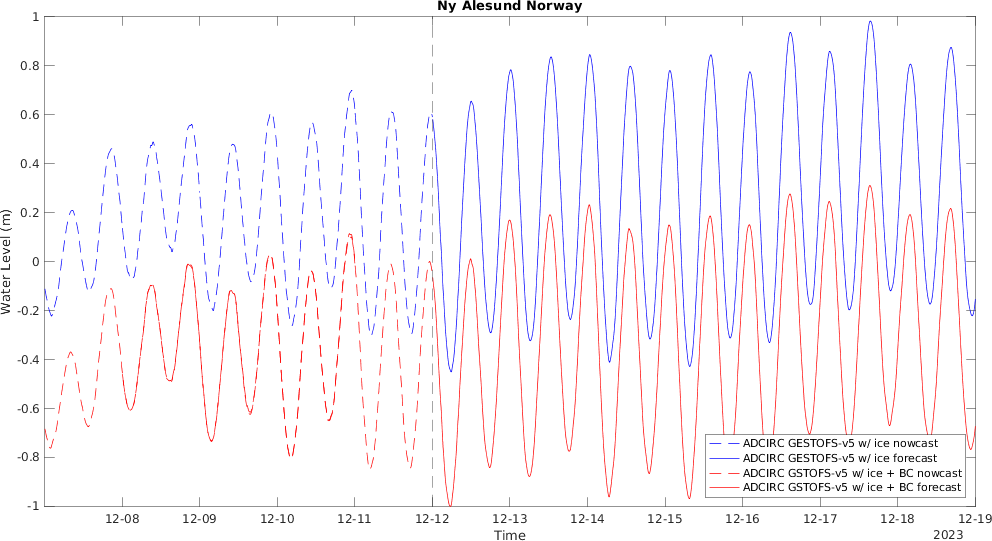 Ny Alesund Norway
1
0.8
0.6
0.4
0.2
0
-0.2
-0.4
-0.6
-0.8
-1
Water Level (m)
ADCIRC GESTOFS-v5 w/ ice nowcast
ADCIRC GESTOFS-v5 w/ ice forecast
ADCIRC GSTOFS-v5 w/ ice + BC nowcast
ADCIRC GSTOFS-v5 w/ ice + BC forecast
12-08 12-09 12-10 12-11 12-12 12-13 12-14 12-15 12-16 12-17 12-18 12-19
Time
2023